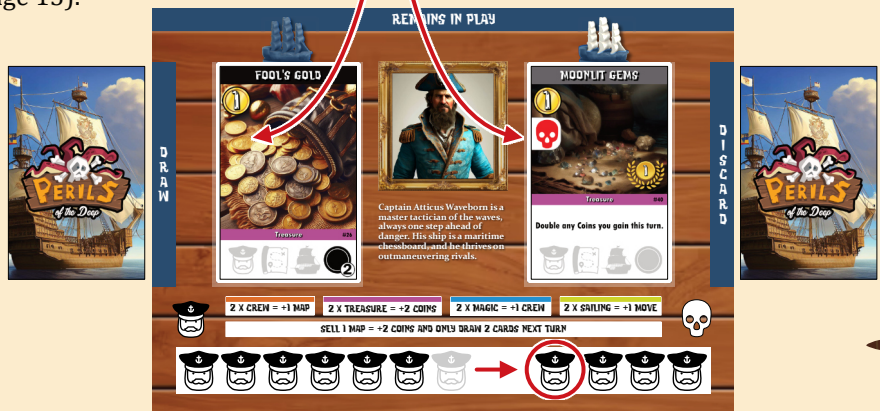 age 15).
REMAINS IN PLAY
DRAW
FOOL'S GOLD
1
Treasure #26
2
Captain Atticus Waveborn is a
master tactician of the waves,
always one step ahead of
danger. His ship is a maritime
chessboard, and he thrives on
outmaneuvering rivals.
MOONLIT GEMS
1
1
Treasure #40
Double any Coins you gain this turn.
DISCARD
PERILS
of the Deep
PERILS
of the Deep
2 X CREW = +1 MAP
2 X TREASURE = +2 COINS
2 X MAGIC = +1 CREW
2 X SAILING = +1 MOVE
SELL 1 MAP = +2 COINS AND ONLY DRAW 2 CARDS NEXT TURN